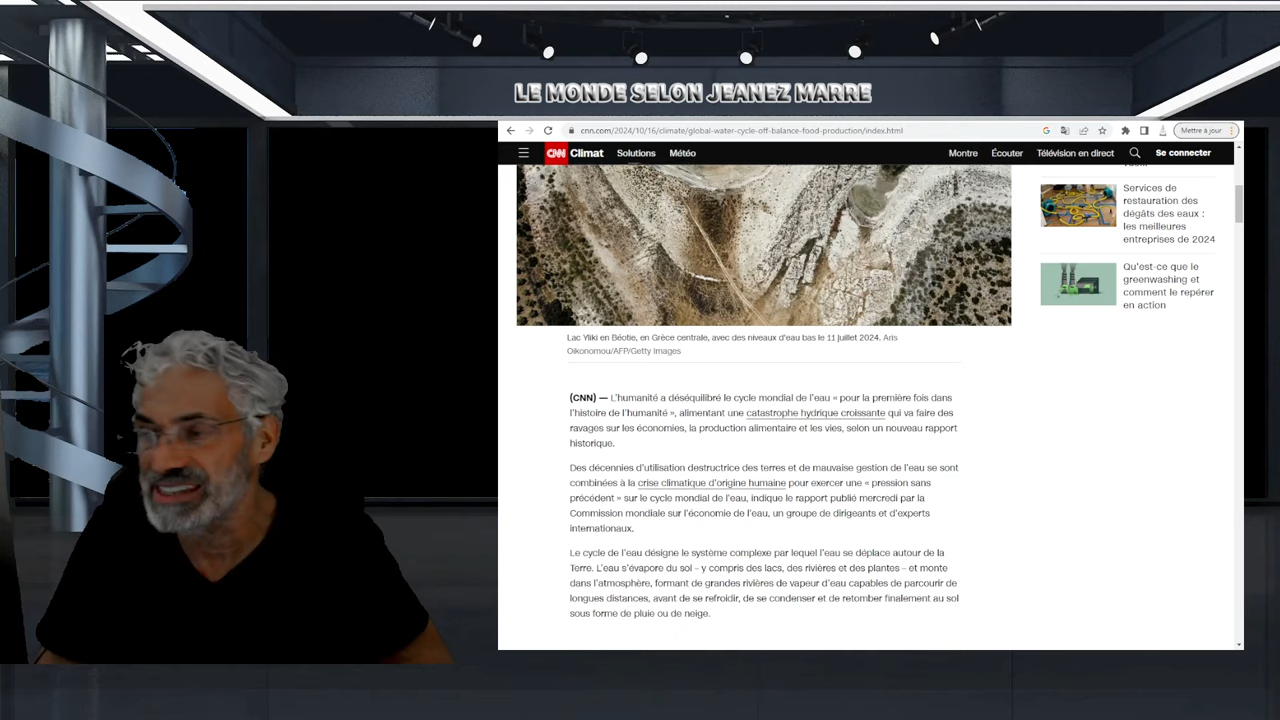 LE MONDE SELON JEANEZ MARRE
cnn.com/2024/10/16/climate/global-water-cycle-off-balance-food-production/index.html
Mettre à jour
CNN Climat Solutions Météo Montre Écouter Télévision en direct Se connecter
Services de
restauration des
dégâts des eaux :
les meilleures
entreprises de 2024
Qu'est-ce que le
greenwashing et
comment le repérer
en action
Lac Yliki en Béotie, en Grèce centrale, avec des niveaux d'eau bas le 11 juillet 2024. Aris
Oikonomou/AFP/Getty Images
(CNN) — L'humanité a déséquilibré le cycle mondial de l'eau « pour la première fois dans
l'histoire de l'humanité », alimentant une catastrophe hydrique croissante qui va faire des
ravages sur les économies, la production alimentaire et les vies, selon un nouveau rapport
historique.
Des décennies d'utilisation destructrice des terres et de mauvaise gestion de l'eau se sont
combinées à la crise climatique d'origine humaine pour exercer une « pression sans
précédent » sur le cycle mondial de l'eau, indique le rapport publié mercredi par la
Commission mondiale sur l'économie de l'eau, un groupe de dirigeants et d'experts
internationaux.
Le cycle de l'eau désigne le système complexe par lequel l'eau se déplace autour de la
Terre. L'eau s'évapore du sol – y compris des lacs, des rivières et des plantes – et monte
dans l'atmosphère, formant de grandes rivières de vapeur d'eau capables de parcourir de
longues distances, avant de se refroidir, de se condenser et de retomber finalement au sol
sous forme de pluie ou de neige.